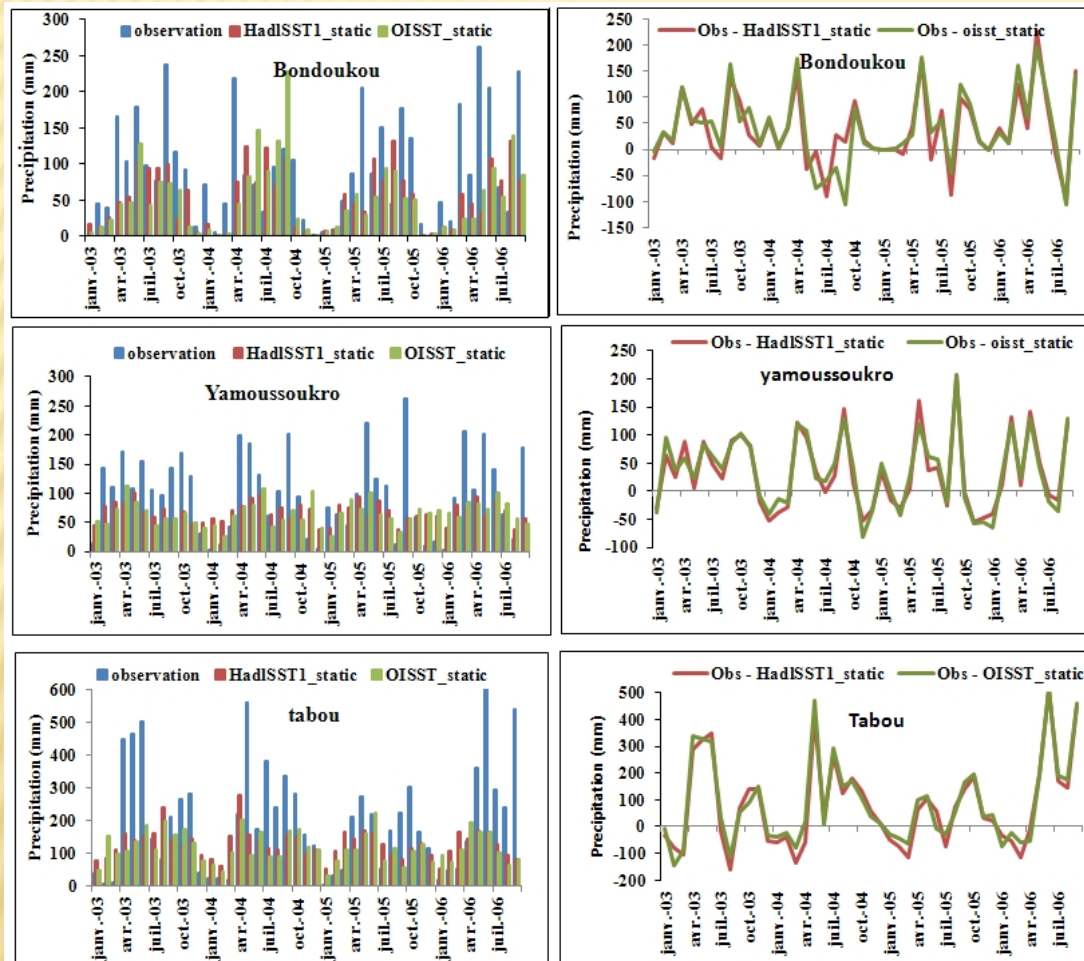 observation HadlSST1_static OISST_static
Bondoukou
Precipitation (mm)
300
250
200
150
100
50
0
janv.-03
avr.-03
juil.-03
oct.-03
janv.-04
avr.-04
juil.-04
oct.-04
janv.-05
avr.-05
juil.-05
oct.-05
janv.-06
avr.-06
juil.-06
Obs - HadlSST1_static Obs - oisst_static
Bondoukou
Precipitation (mm)
250
200
150
100
50
0
-50
-100
-150
janv.-03
avr.-03
juil.-03
oct.-03
janv.-04
avr.-04
juil.-04
oct.-04
janv.-05
avr.-05
juil.-05
oct.-05
janv.-06
avr.-06
juil.-06
observation HadlSST1_static OISST_static
Yamoussoukro
Precipitation (mm)
300
250
200
150
100
50
0
janv.-03
avr.-03
juil.-03
oct.-03
janv.-04
avr.-04
juil.-04
oct.-04
janv.-05
avr.-05
juil.-05
oct.-05
janv.-06
avr.-06
juil.-06
Obs - HadlSST1_static Obs - oisst_static
yamoussoukro
Precipitation (mm)
250
200
150
100
50
0
-50
-100
janv.-03
avr.-03
juil.-03
oct.-03
janv.-04
avr.-04
juil.-04
oct.-04
janv.-05
avr.-05
juil.-05
oct.-05
janv.-06
avr.-06
juil.-06
observation HadlSST1_static OISST_static
tabou
Precipitation (mm)
600
500
400
300
200
100
0
janv.-03
avr.-03
juil.-03
oct.-03
janv.-04
avr.-04
juil.-04
oct.-04
janv.-05
avr.-05
juil.-05
oct.-05
janv.-06
avr.-06
juil.-06
Obs - HadlSST1_static Obs - OISST_static
Tabou
Precipitation (mm)
500
400
300
200
100
0
-100
-200
janv.-03
avr.-03
juil.-03
oct.-03
janv.-04
avr.-04
juil.-04
oct.-04
janv.-05
avr.-05
juil.-05
oct.-05
janv.-06
avr.-06
juil.-06